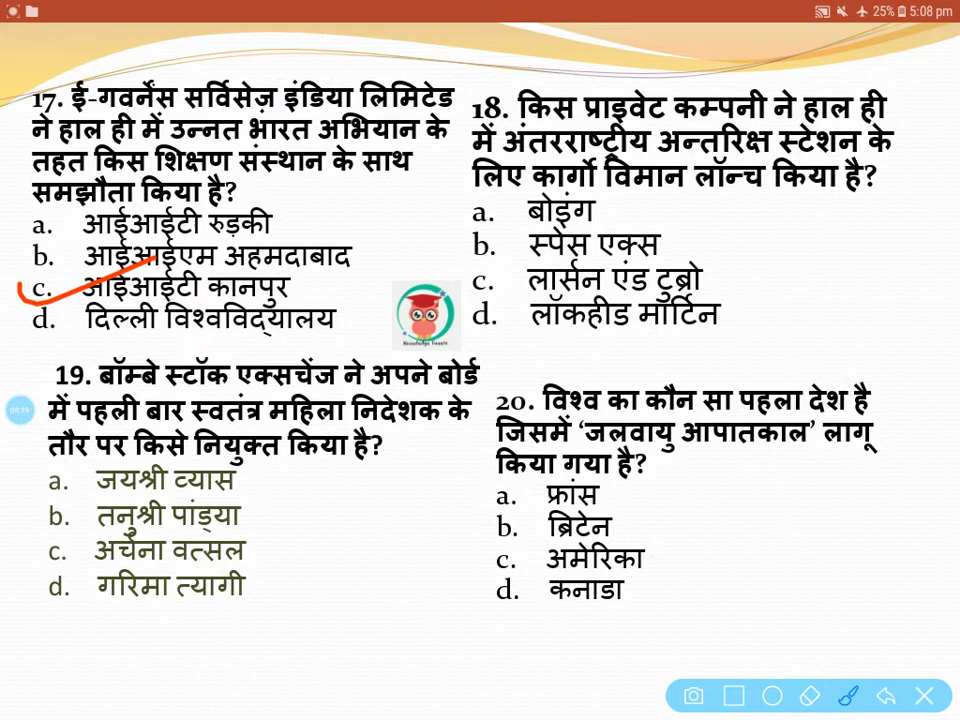 25% 5:08 pm
17. ई-गवर्नेंस सर्विसेज़ इंडिया लिमिटेड
ने हाल ही में उन्नत भारत अभियान के
तहत किस शिक्षण संस्थान के साथ
समझौता किया है?
a. आईआईटी रुड़की
b. आईआईएम अहमदाबाद
c. आईआईटी कानपुर
d. दिल्ली विश्वविद्यालय
18. किस प्राइवेट कम्पनी ने हाल ही
में अंतरराष्ट्रीय अन्तरिक्ष स्टेशन के
लिए कार्गो विमान लॉन्च किया है?
a. बोइंग
b. स्पेस एक्स
c. लार्सन एंड टुब्रो
d. लॉकहीड मार्टिन
19. बॉम्बे स्टॉक एक्सचेंज ने अपने बोर्ड
में पहली बार स्वतंत्र महिला निदेशक के
तौर पर किसे नियुक्त किया है?
a. जयश्री व्यास
b. तनुश्री पांड्या
c. अर्चना वत्सल
d. गरिमा त्यागी
20. विश्व का कौन सा पहला देश है
जिसमें ‘जलवायु आपातकाल’ लागू
किया गया है?
a. फ्रांस
b. ब्रिटेन
c. अमेरिका
d. कनाडा